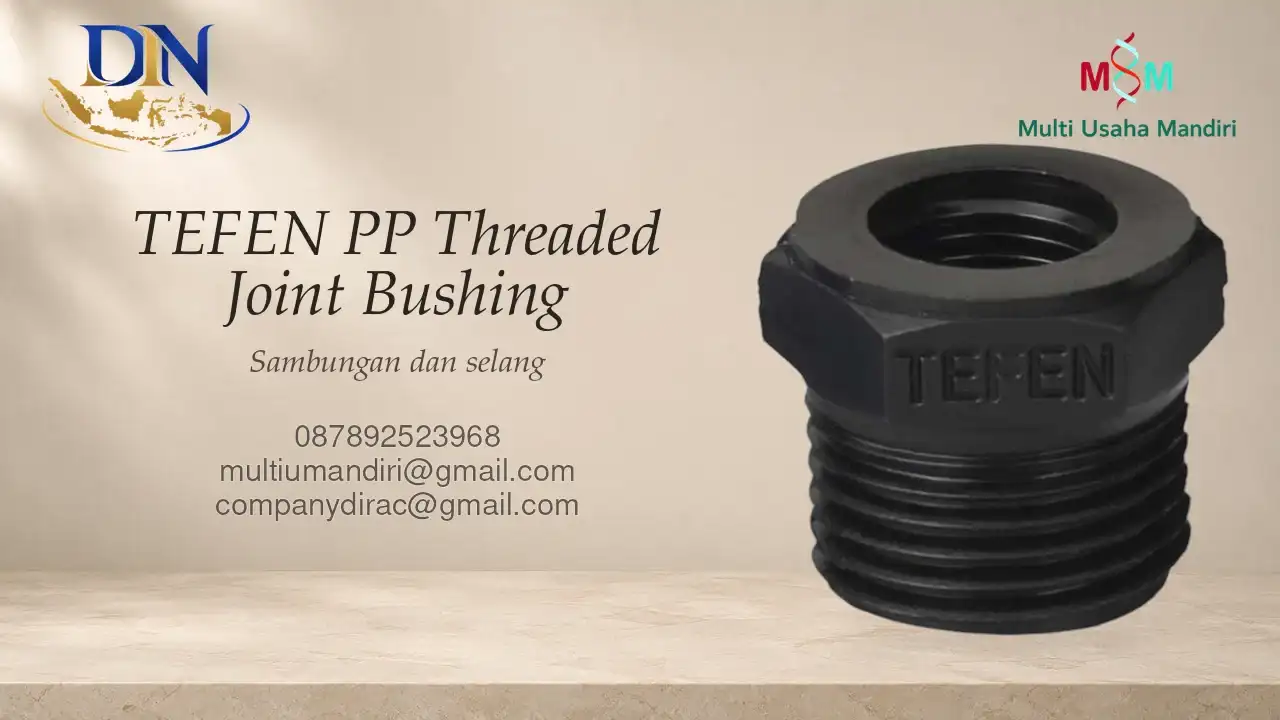 DN
M M
Multi Usaha Mandiri
TEFEN PP Threaded
Joint Bushing
Sambungan dan selang
087892523968
multiumandiri@gmail.com
companydirac@gmail.com
TEFEN